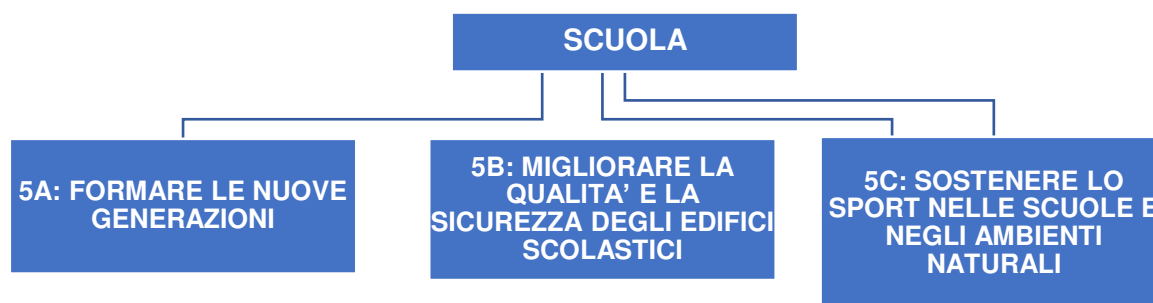 SCUOLA
5A: FORMARE LE NUOVE
GENERAZIONI
5B: MIGLIORARE LA
QUALITA’ E LA
SICUREZZA DEGLI EDIFICI
SCOLASTICI
5C: SOSTENERE LO
SPORT NELLE SCUOLE E
NEGLI AMBIENTI
NATURALI